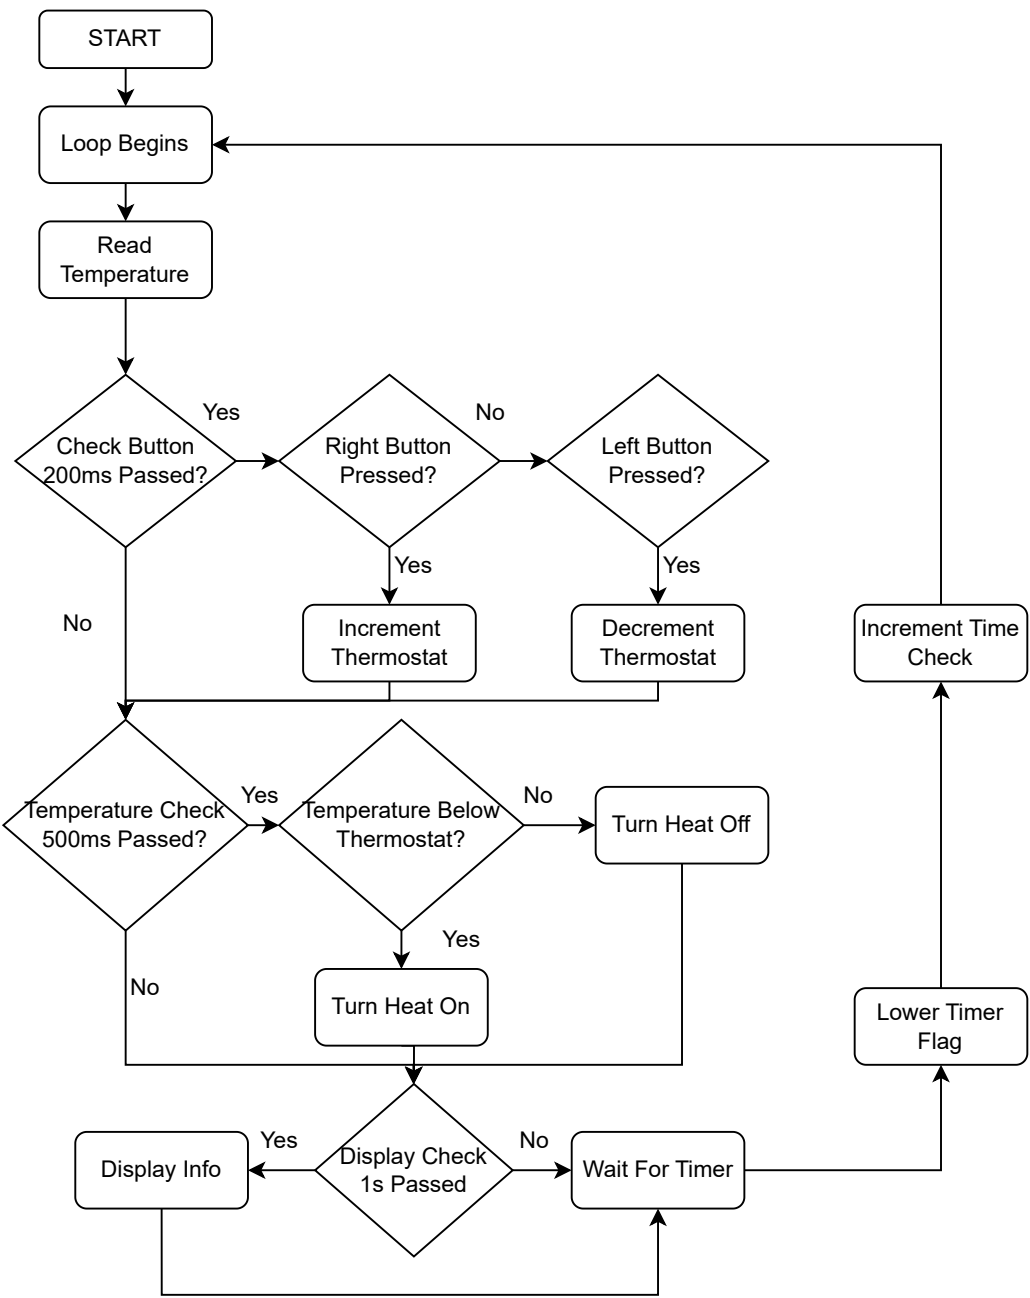 START
Loop Begins
Read
Temperature
Check Button
200ms Passed?
Yes
Right Button
Pressed?
No
Left Button
Pressed?
Yes
Yes
No
Increment
Thermostat
Decrement
Thermostat
Increment Time
Check
Temperature Check
500ms Passed?
Yes
Temperature Below
Thermostat?
No
Turn Heat Off
Yes
No
Turn Heat On
Lower Timer
Flag
Display Info
Yes
Display Check
1s Passed
No
Wait For Timer